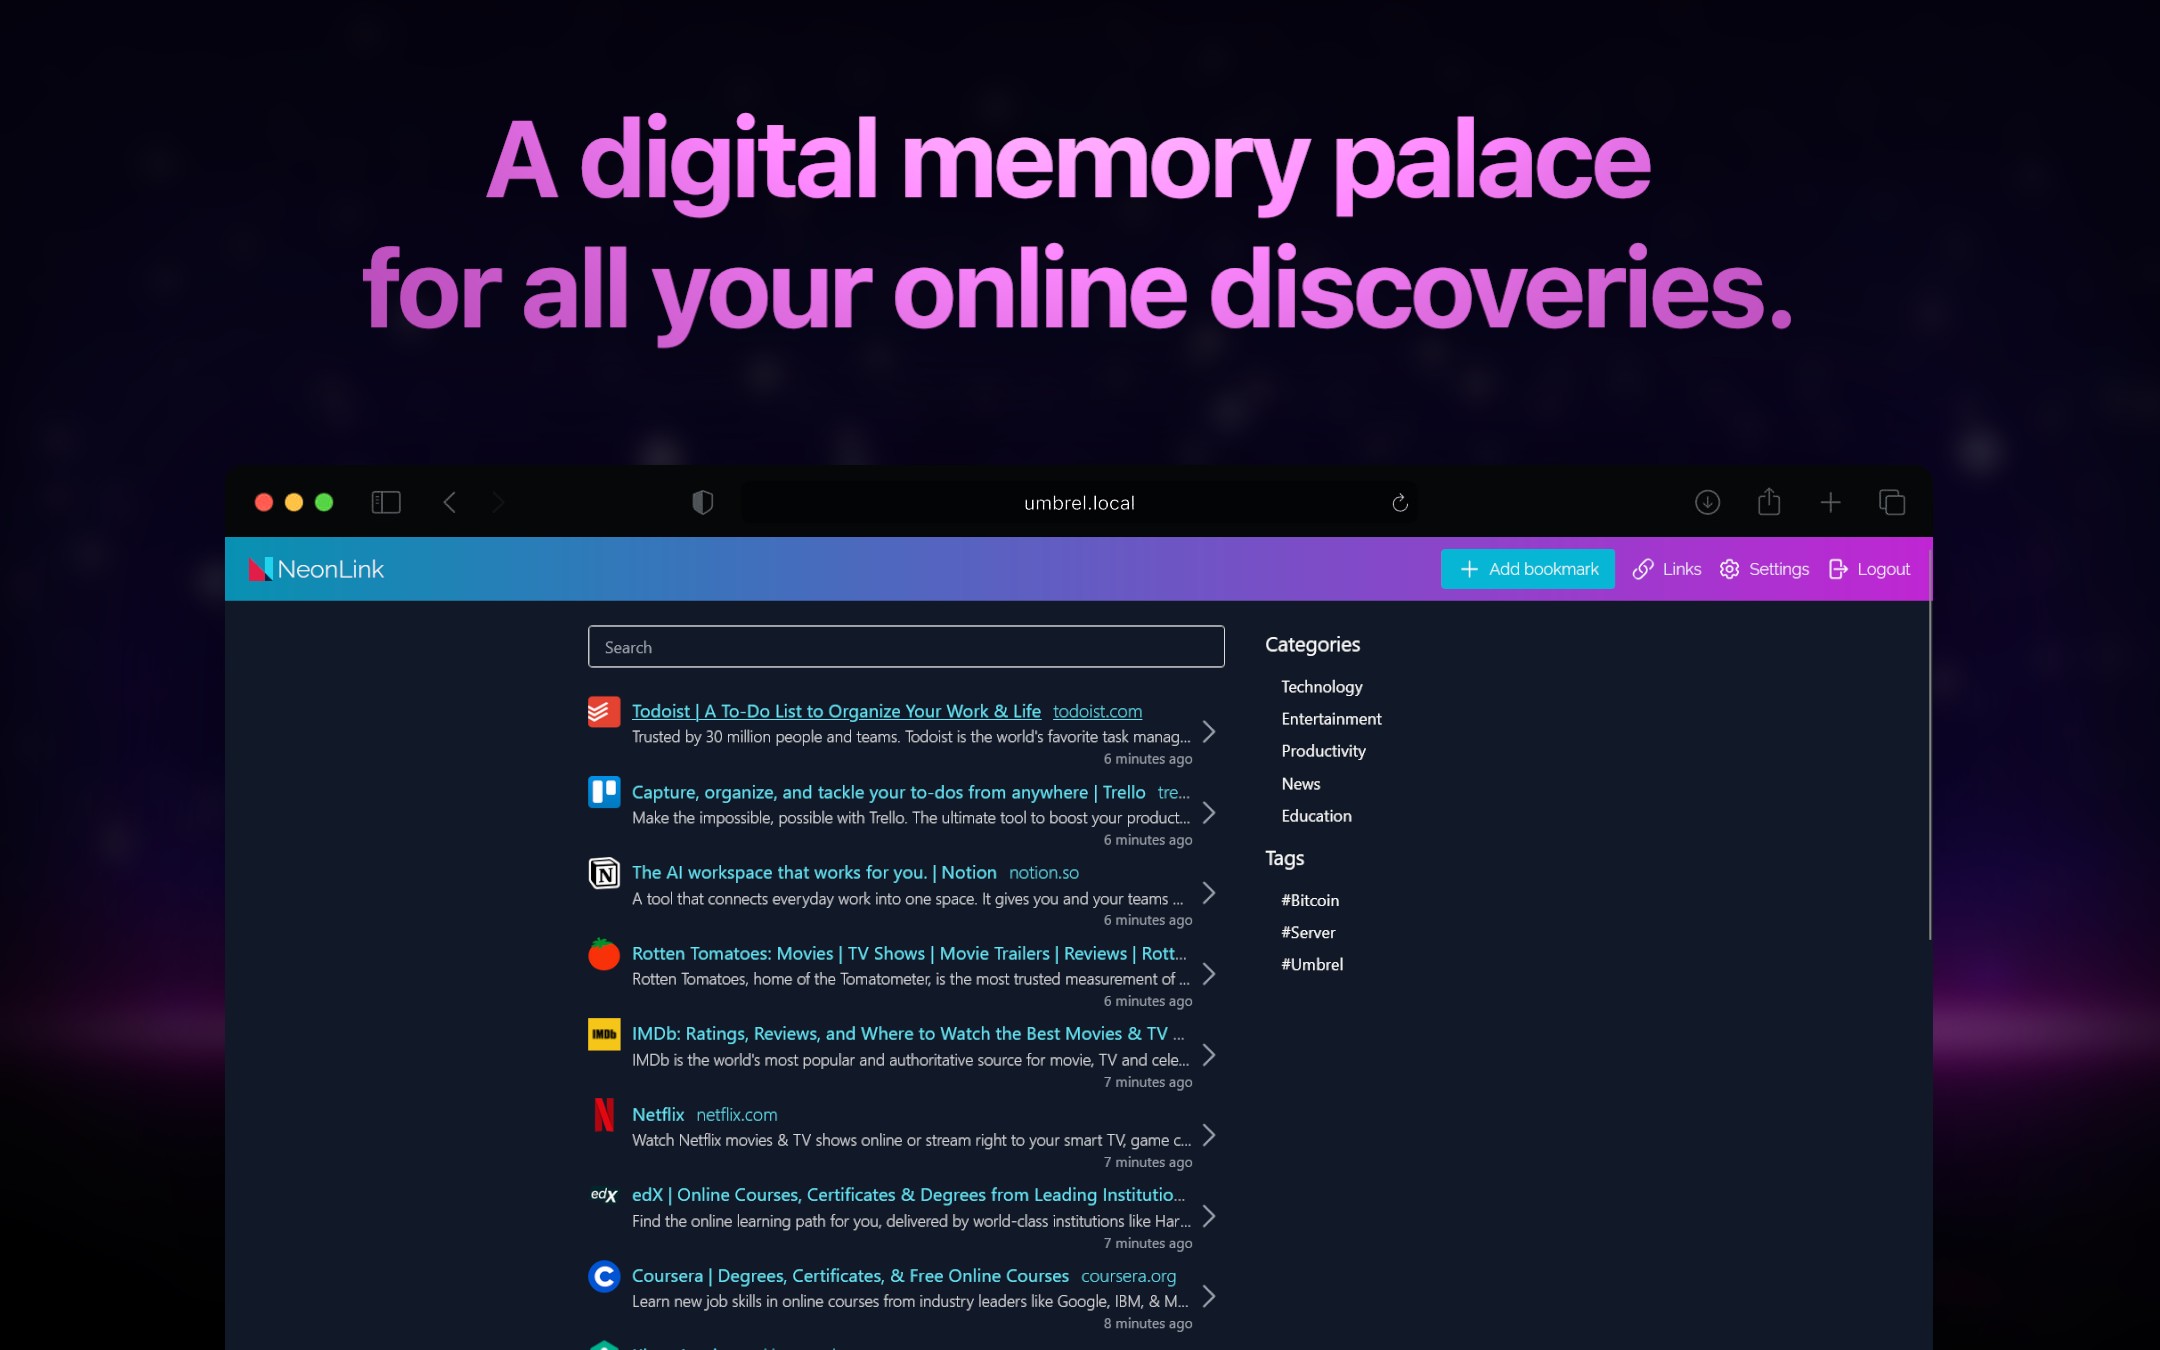 A digital memory palace
for all your online discoveries.
umbrel.local
NeonLink
Add bookmark
Links
Settings
Logout
Search
Todoist | A To-Do List to Organize Your Work & Life todoist.com
Trusted by 30 million people and teams. Todoist is the world's favorite task manag...
6 minutes ago
Capture, organize, and tackle your to-dos from anywhere | Trello tre...
Make the impossible, possible with Trello. The ultimate tool to boost your product...
6 minutes ago
The AI workspace that works for you. | Notion notion.so
A tool that connects everyday work into one space. It gives you and your teams ...
6 minutes ago
Rotten Tomatoes: Movies | TV Shows | Movie Trailers | Reviews | Rott...
Rotten Tomatoes, home of the Tomatometer, is the most trusted measurement of ...
6 minutes ago
IMDb
IMDb: Ratings, Reviews, and Where to Watch the Best Movies & TV ...
IMDb is the world's most popular and authoritative source for movie, TV and cele...
7 minutes ago
Netflix netflix.com
Watch Netflix movies & TV shows online or stream right to your smart TV, game c...
7 minutes ago
edX
edX | Online Courses, Certificates & Degrees from Leading Institutio...
Find the online learning path for you, delivered by world-class institutions like Har...
7 minutes ago
Coursera | Degrees, Certificates, & Free Online Courses coursera.org
Learn new job skills in online courses from industry leaders like Google, IBM, & M...
8 minutes ago
Categories
Technology
Entertainment
Productivity
News
Education
Tags
#Bitcoin
#Server
#Umbrel